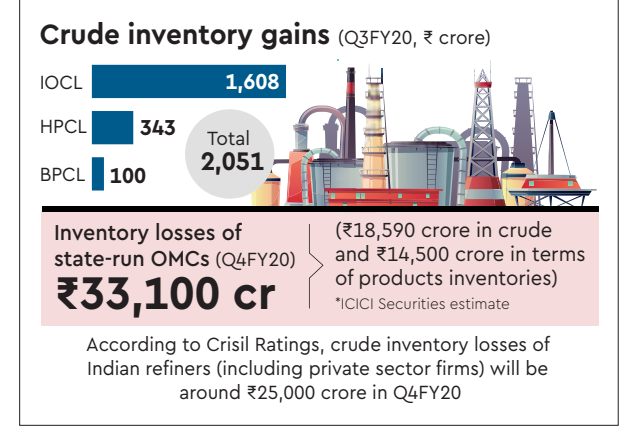 Crude inventory gains (Q3FY20, ₹ crore)
IOCL 1,608
HPCL 343
BPCL 100
Total
2,051
Inventory losses of
state-run OMCs (Q4FY20)
₹33,100 cr
(₹18,590 crore in crude
and ₹14,500 crore in terms
of products inventories)
*ICICI Securities estimate
According to Crisil Ratings, crude inventory losses of
Indian refiners (including private sector firms) will be
around ₹25,000 crore in Q4FY20